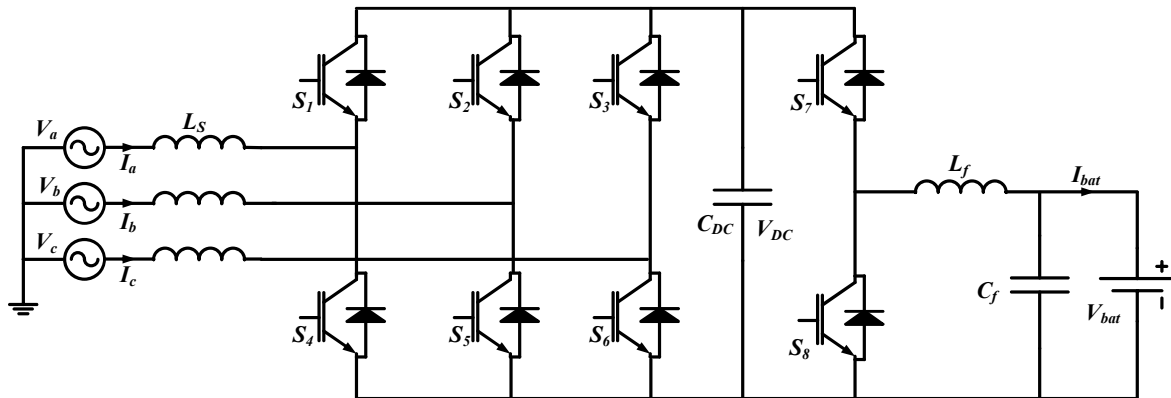 S1
S2
S3
S7
Va
LS
Ia
Vb
Ib
Vc
Ic
Lf
Ibat
CDC
VDC
Cf
+
-
Vbat
S4
S5
S6
S8